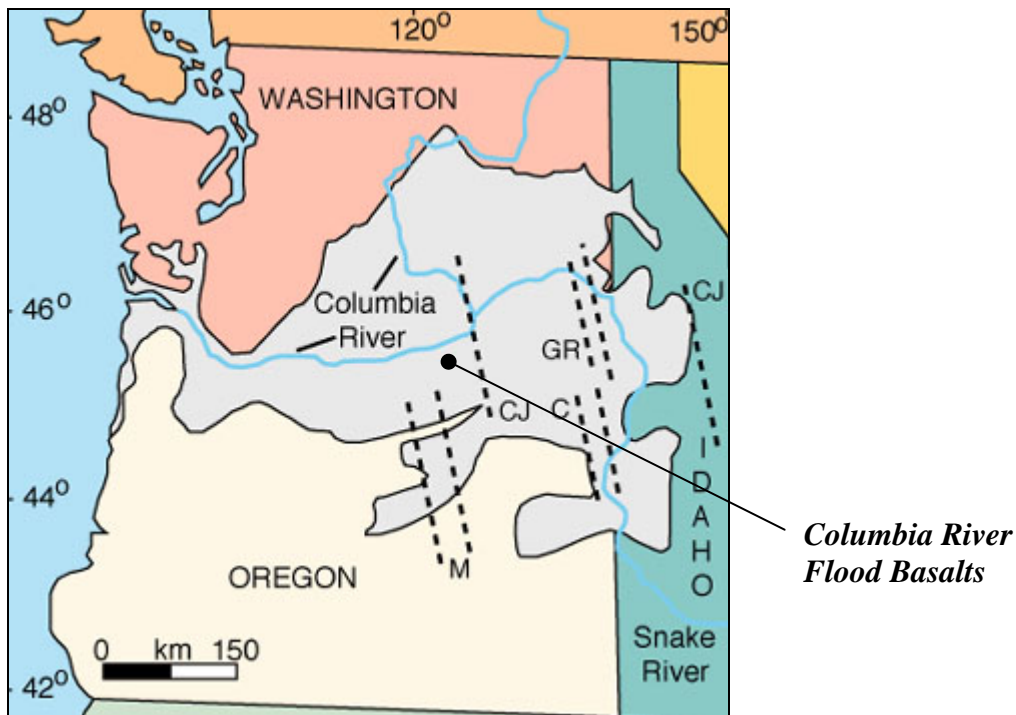 120⁰
150⁰
WASHINGTON
48⁰
CJ
46⁰
Columbia
River
GR
CJ
C
44⁰
I
D
A
H
O
Columbia River
Flood Basalts
M
OREGON
0 km 150
Snake
River
42⁰